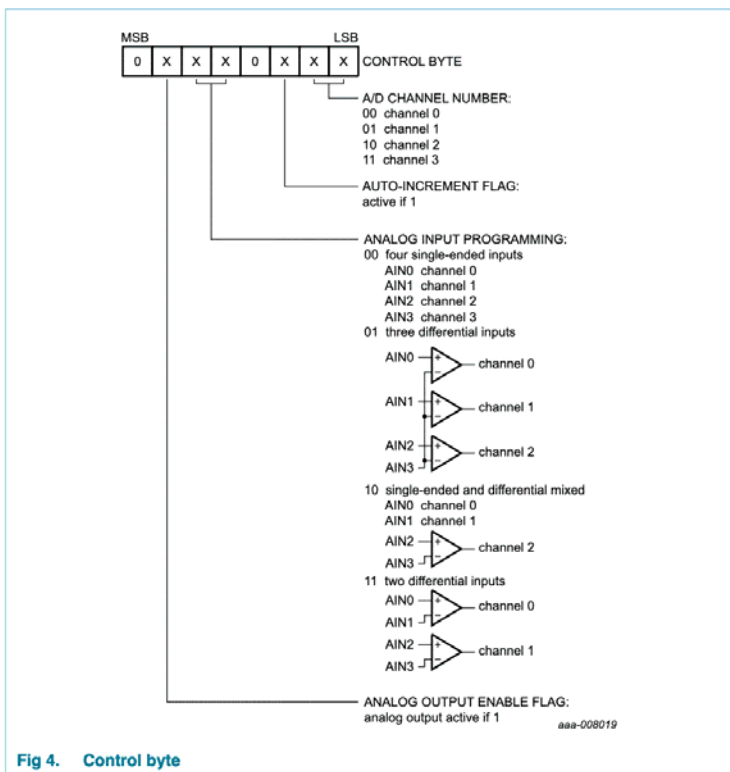 MSB LSB
0 X X X 0 X X X CONTROL BYTE
A/D CHANNEL NUMBER:
00 channel 0
01 channel 1
10 channel 2
11 channel 3
AUTO-INCREMENT FLAG:
active if 1
ANALOG INPUT PROGRAMMING:
00 four single-ended inputs
AIN0 channel 0
AIN1 channel 1
AIN2 channel 2
AIN3 channel 3
01 three differential inputs
AIN0 + − channel 0
AIN1 + − channel 1
AIN2 + − channel 2
AIN3
10 single-ended and differential mixed
AIN0 channel 0
AIN1 channel 1
AIN2 + − channel 2
AIN3
11 two differential inputs
AIN0 + − channel 0
AIN1
AIN2 + − channel 1
AIN3
ANALOG OUTPUT ENABLE FLAG:
analog output active if 1
aaa-008019
Fig 4. Control byte